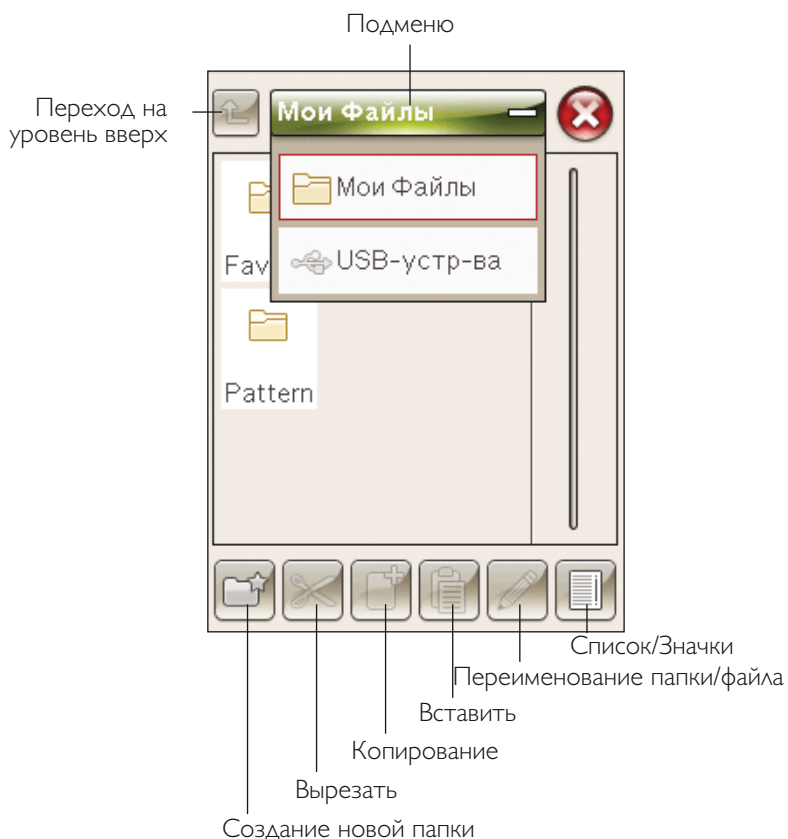 Подменю
Переход на
уровень вверх
Мои Файлы
Мои Файлы
Fav
USB-устр-ва
Pattern
Список/Значки
Переименование папки/файла
Вставить
Копирование
Вырезать
Создание новой папки